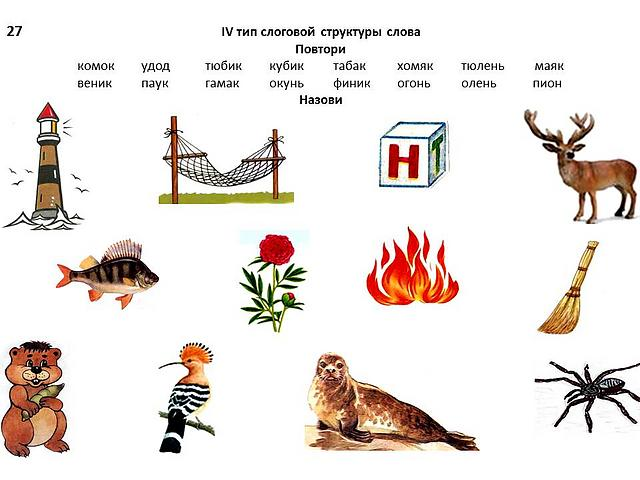 27
IV тип слоговой структуры слова
Повтори
комок удод тюбик кубик табак хомяк тюлень маяк
веник паук гамак окунь финик огонь олень пион
Назови
Н Т